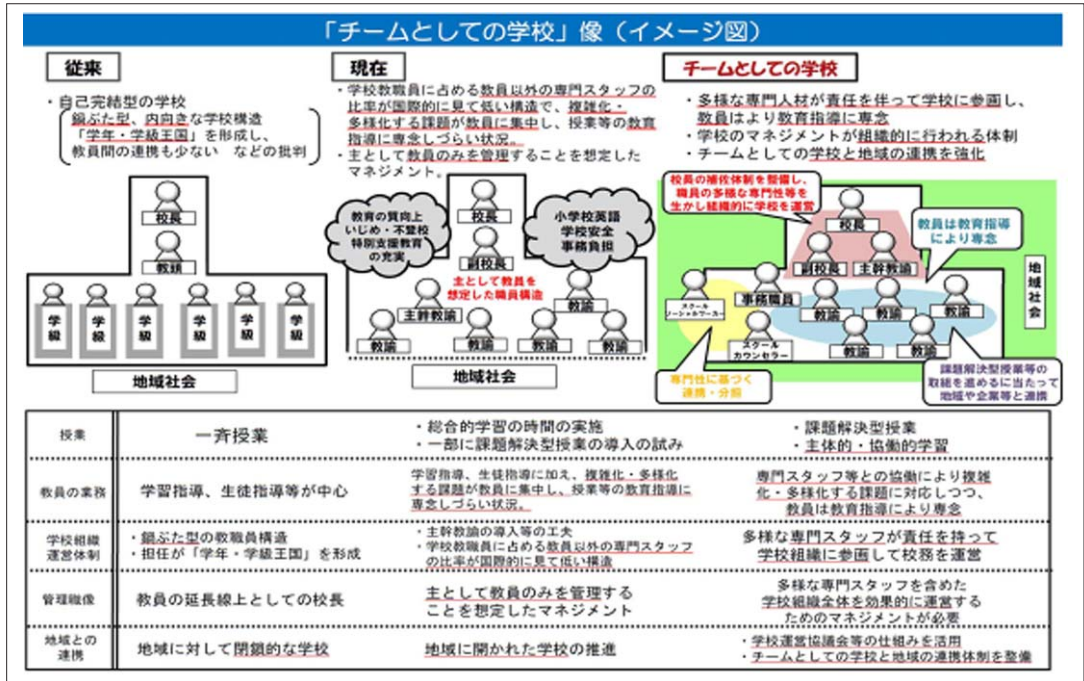 「チームとしての学校」像（イメージ図）
従来
・自己完結型の学校
鍋ぶた型、内向きな学校構造
「学年・学級王国」を形成し、
教員間の連携も少ない　などの批判
校長
教頭
学級
学級
学級
学級
学級
学級
地域社会
現在
・学校教職員に占める教員以外の専門スタッフの
比率が国際的に見て低い構造で、複雑化・
多様化する課題が教員に集中し、授業等の教育
指導に専念しづらい状況。
・主として教員のみを管理することを想定した
マネジメント。
教育の質向上
いじめ・不登校
特別支援教育
の充実
小学校英語
学校安全
事務負担
校長
副校長
主として教員を
想定した職員構造
主幹教諭
教諭
教諭
教諭
教諭
教諭
地域社会
チームとしての学校
・多様な専門人材が責任を伴って学校に参画し、
教員はより教育指導に専念
・学校のマネジメントが組織的に行われる体制
・チームとしての学校と地域の連携を強化
校長の補佐体制を整備し、
職員の多様な専門性等を
生かし組織的に学校を運営
校長
副校長
主幹教諭
教員は教育指導
により専念
地域社会
スクール
ソーシャルワーカー
事務職員
教諭
教諭
教諭
スクール
カウンセラー
教諭
教諭
専門性に基づく
連携・分担
課題解決型授業等の
取組を進めるに当たって
地域や企業等と連携
授業
一斉授業
・総合的学習の時間の実施
・一部に課題解決型授業の導入の試み
・課題解決型授業
・主体的・協働的学習
教員の業務
学習指導、生徒指導等が中心
学習指導、生徒指導に加え、複雑化・多様化
する課題が教員に集中し、授業等の教育指導に
専念しづらい状況。
専門スタッフ等との協働により複雑
化・多様化する課題に対応しつつ、
教員は教育指導により専念
学校組織
運営体制
・鍋ぶた型の教職員構造
・担任が「学年・学級王国」を形成
・主幹教諭の導入等の工夫
・学校教職員に占める教員以外の専門スタッフ
の比率が国際的に見て低い構造
多様な専門スタッフが責任を持って
学校組織に参画して校務を運営
管理職像
教員の延長線上としての校長
主として教員のみを管理する
ことを想定したマネジメント
多様な専門スタッフを含めた
学校組織全体を効果的に運営する
ためのマネジメントが必要
地域との
連携
地域に対して閉鎖的な学校
地域に開かれた学校の推進
・学校運営協議会等の仕組みを活用
・チームとしての学校と地域の連携体制を整備